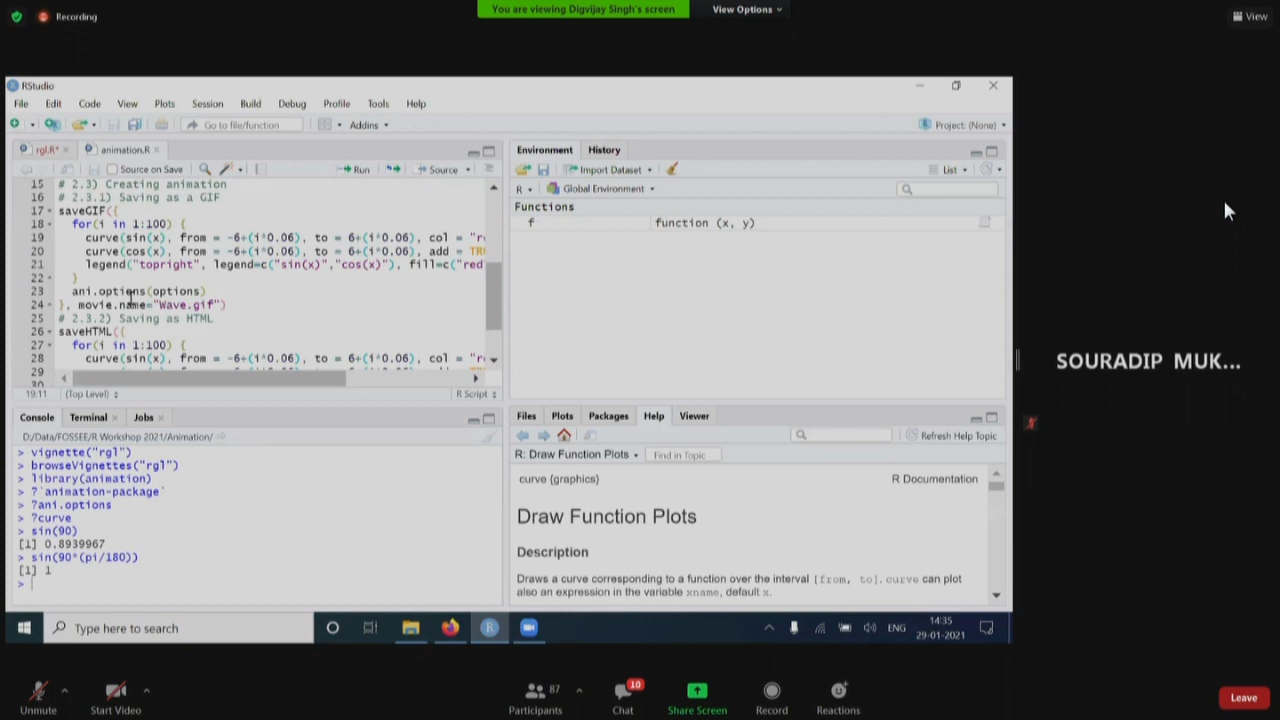 Recording
You are viewing Digvijay Singh's screen
View Options
View
RStudio
File Edit Code View Plots Session Build Debug Profile Tools Help
Go to file/function
Addins
Project: (None)
rgl.R*
animation.R
Source on Save
Run
Source
15 # 2.3) Creating animation
16 # 2.3.1) Saving as a GIF
17 saveGIF({
18 for(i in 1:100) {
19 curve(sin(x), from = -6+(i*0.06), to = 6+(i*0.06), col = "re
20 curve(cos(x), from = -6+(i*0.06), to = 6+(i*0.06), add = TRU
21 legend("topright", legend=c("sin(x)","cos(x)"), fill=c("red
22 }
23 ani.options(options)
24 }, movie.name="Wave.gif")
25 # 2.3.2) Saving as HTML
26 saveHTML({
27 for(i in 1:100) {
28 curve(sin(x), from = -6+(i*0.06), to = 6+(i*0.06), col = "re
30
19:11 (Top Level)
R Script
Environment History
Import Dataset
List
R
Global Environment
Functions
f function (x, y)
Console Terminal Jobs
D:/Data/FOSSEE/R Workshop 2021/Animation/
> vignette("rgl")
> browseVignettes("rgl")
> library(animation)
> ?`animation-package`
> ?ani.options
> ?curve
> sin(90)
[1] 0.8939967
> sin(90*(pi/180))
[1] 1
>
Files Plots Packages Help Viewer
Refresh Help Topic
R: Draw Function Plots
Find in Topic
curve {graphics}
R Documentation
Draw Function Plots
Description
Draws a curve corresponding to a function over the interval [from, to]. curve can plot
also an expression in the variable xname, default x.
SOURADIP MUK...
Type here to search
ENG
14:35
29-01-2021
Unmute
Start Video
87
Participants
10
Chat
Share Screen
Record
Reactions
Leave